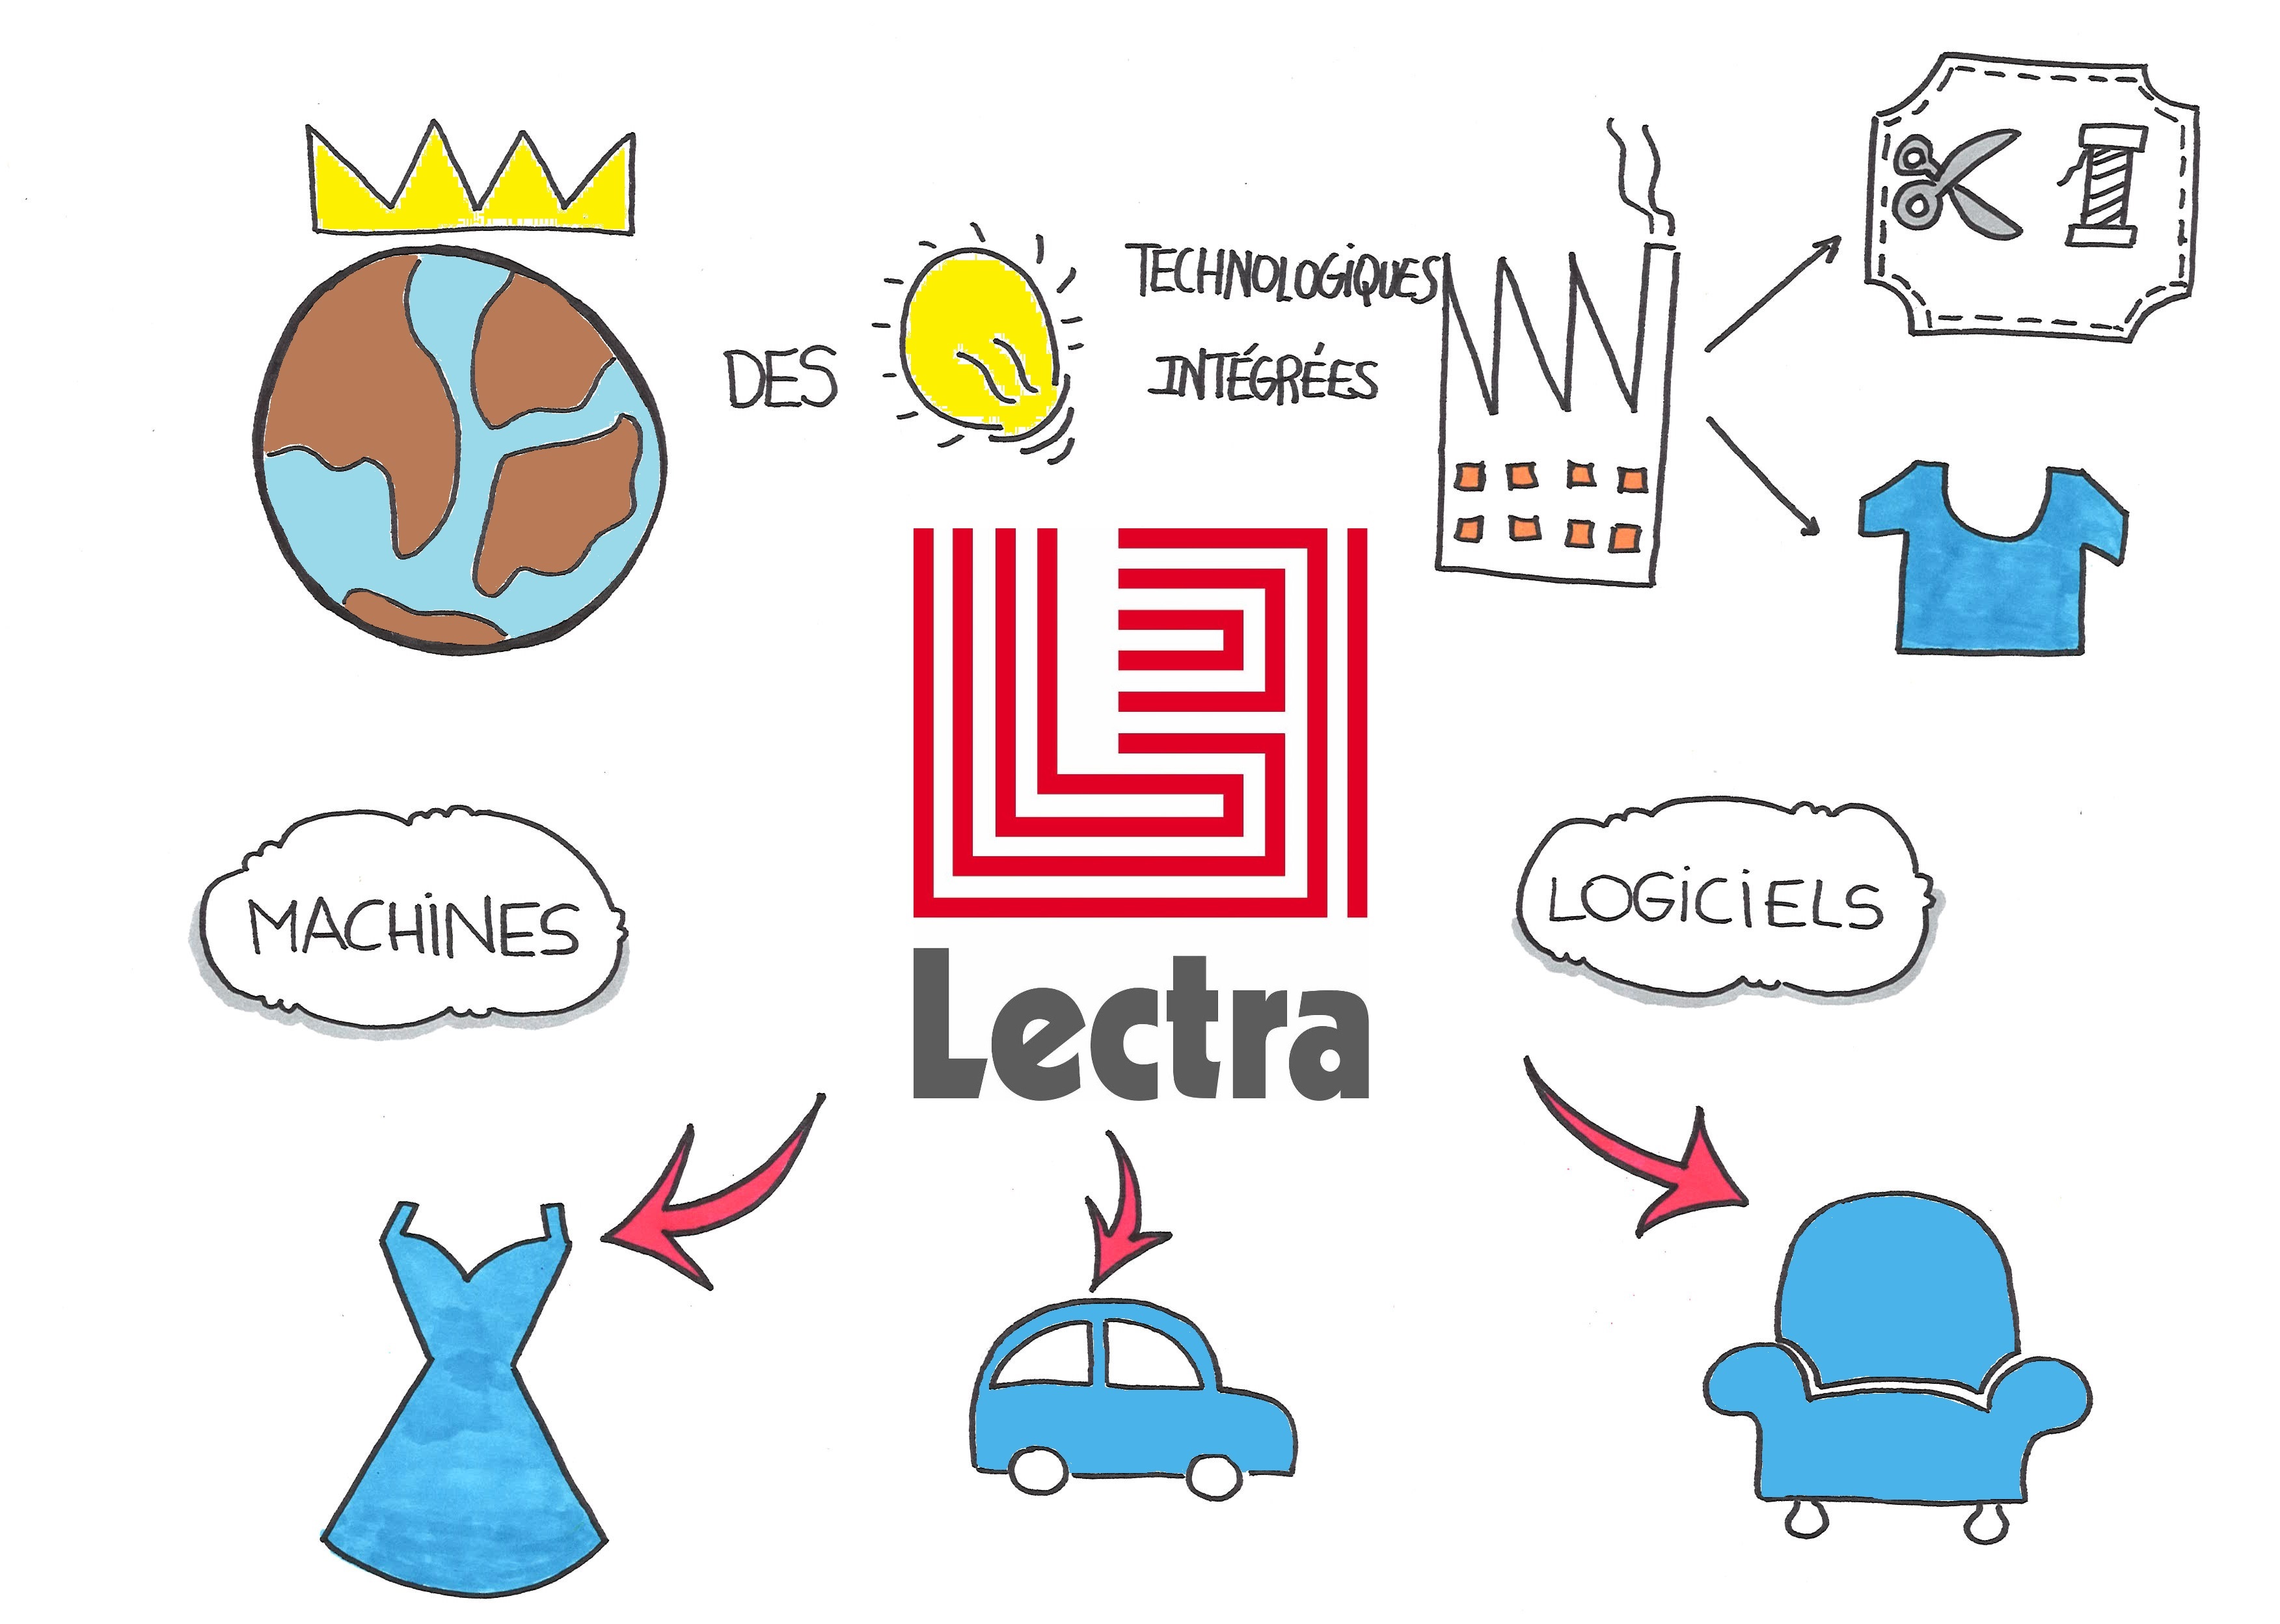 DES
TECHNOLOGIQUES
INTÉGRÉES
MACHINES
LOGICIELS
Lectra